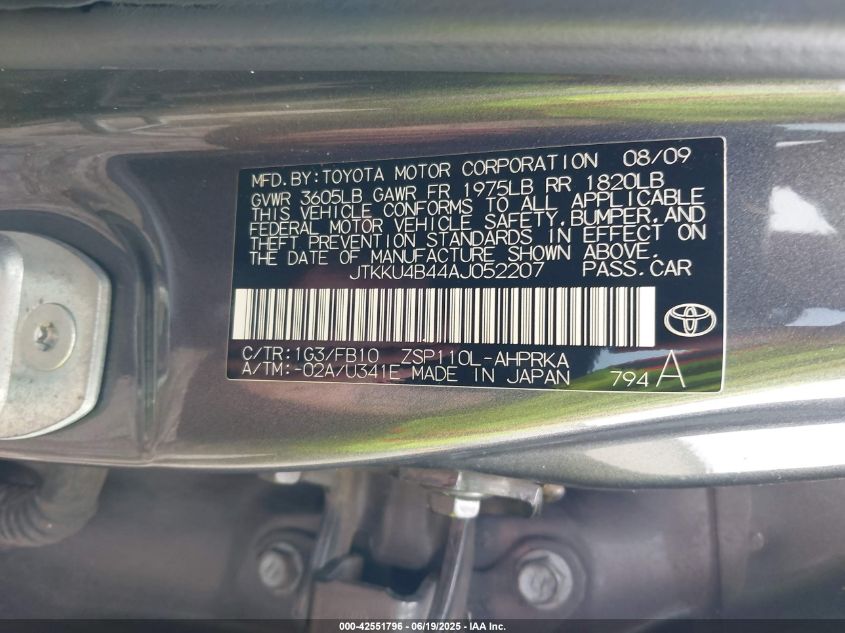 MFD.BY:TOYOTA MOTOR CORPORATION 08/09
GVWR 3605LB GAWR FR 1975LB RR 1820LB
THIS VEHICLE CONFORMS TO ALL APPLICABLE
FEDERAL MOTOR VEHICLE SAFETY,BUMPER,AND
THEFT PREVENTION STANDARDS IN EFFECT ON
THE DATE OF MANUFACTURE SHOWN ABOVE.
JTKKU4B44AJ052207 PASS.CAR
C/TR:1G3/FB10 ZSP110L-AHPRKA
A/TM:-02A/U341E MADE IN JAPAN 794 A
000-42551796 - 06/19/2025 - IAA Inc.